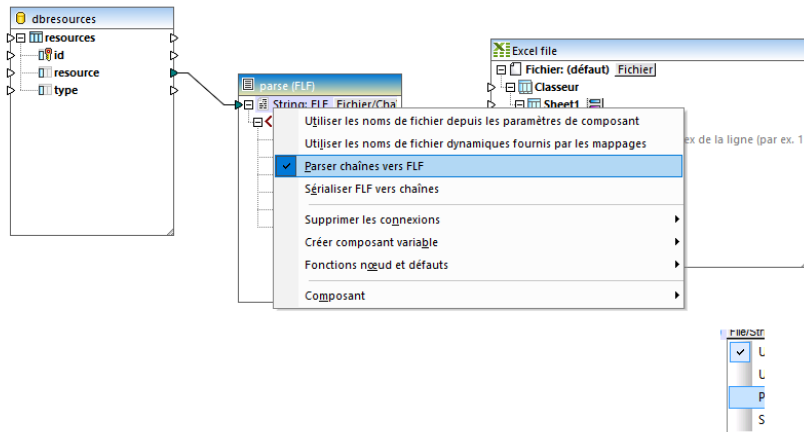 dbresources
resources
id
resource
type
parse (FLF)
String: FLF Fichier/Cha
Excel file
Fichier: (défaut) Fichier
Classeur
Sheet1
ex de la ligne (par ex. 1
Utiliser les noms de fichier depuis les paramètres de composant
Utiliser les noms de fichier dynamiques fournis par les mappages
Parser chaînes vers FLF
Sérialiser FLF vers chaînes
Supprimer les connexions
Créer composant variable
Fonctions nœud et défauts
Composant
File/Str
U
U
P
S